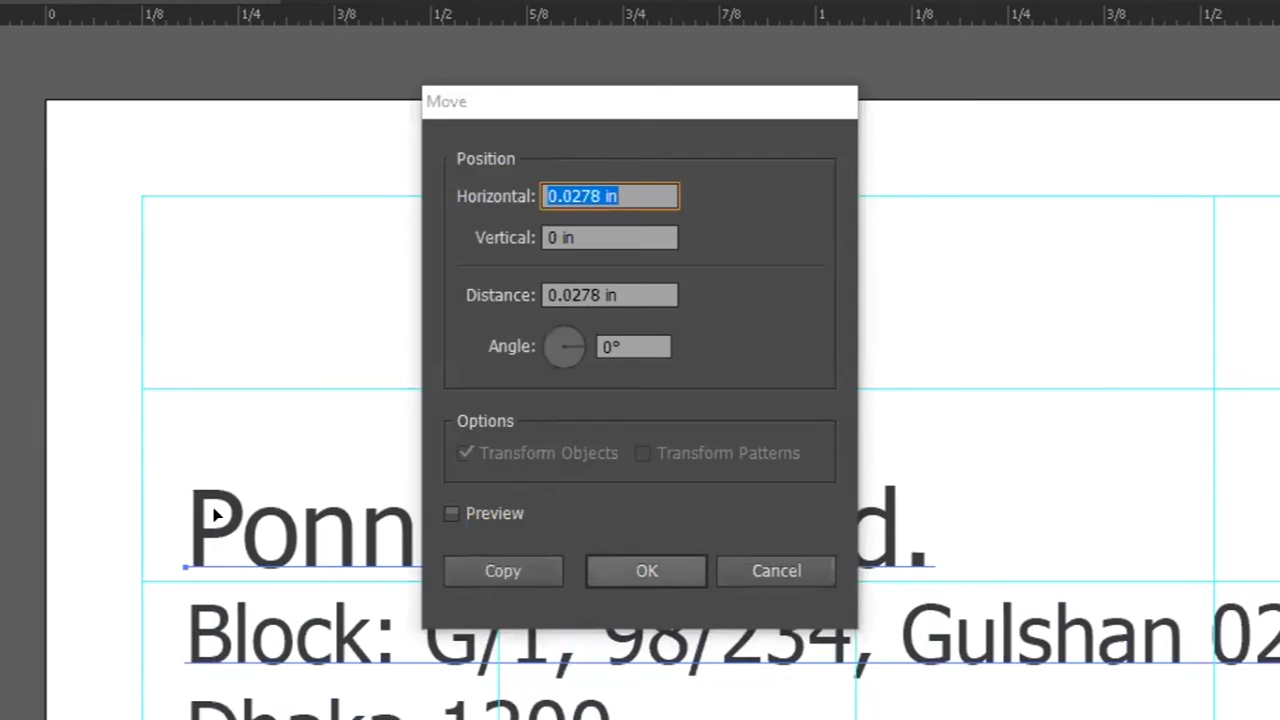 0 1/8 1/4 3/8 1/2 5/8 3/4 7/8 1 1/8 1/4 3/8 1/2
Move
Position
Horizontal: 0.0278 in
Vertical: 0 in
Distance: 0.0278 in
Angle: 0°
Options
Transform Objects Transform Patterns
Preview
Copy OK Cancel
Ponn d.
Block: G/1, 98/234, Gulshan 02
Dhaka 1200